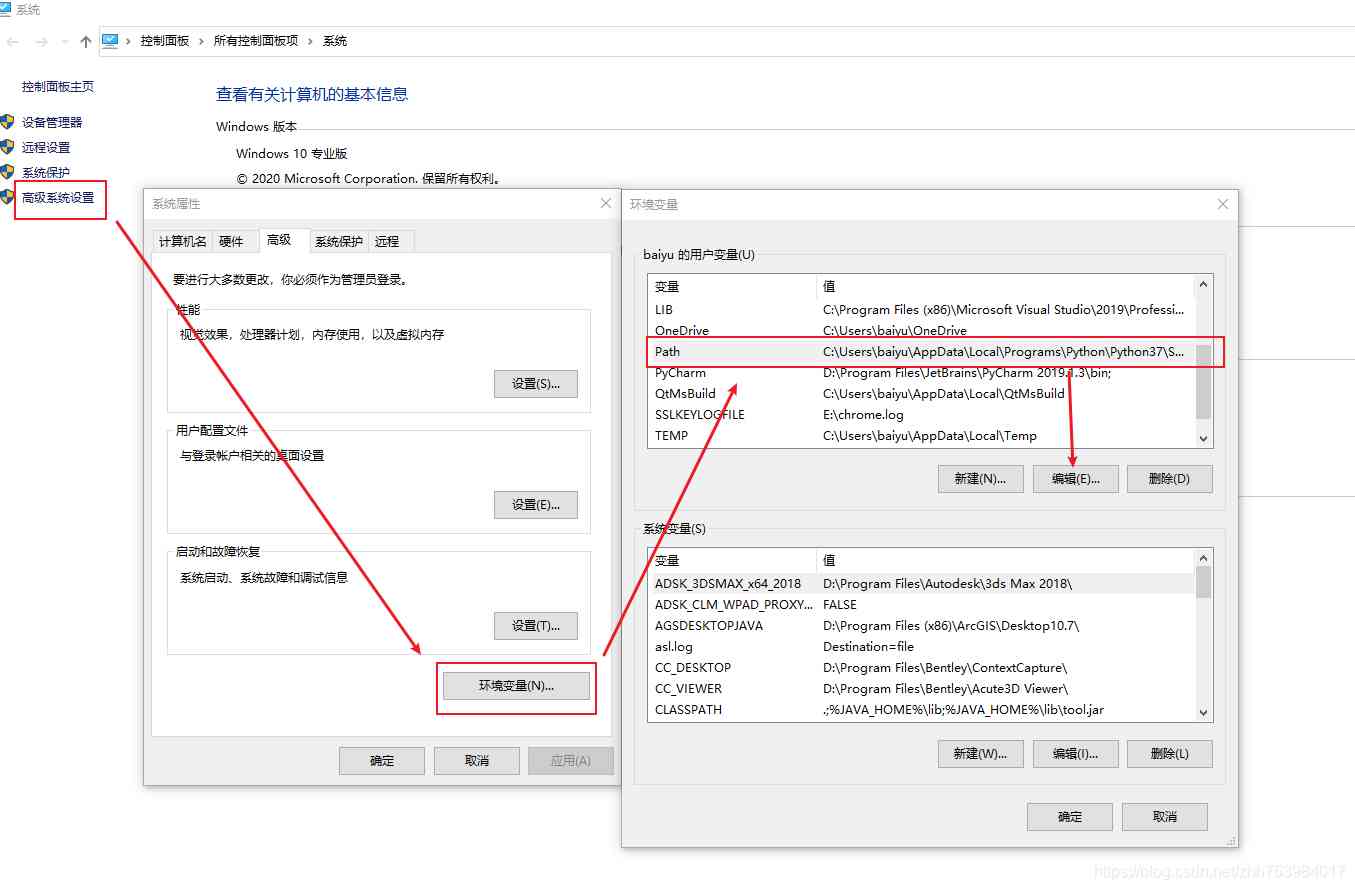 系统
控制面板 › 所有控制面板项 › 系统
控制面板主页
设备管理器
远程设置
系统保护
高级系统设置
查看有关计算机的基本信息
Windows 版本
Windows 10 专业版
© 2020 Microsoft Corporation. 保留所有权利。
系统属性
计算机名 硬件 高级 系统保护 远程
要进行大多数更改，你必须作为管理员登录。
性能
视觉效果，处理器计划，内存使用，以及虚拟内存
设置(S)...
用户配置文件
与登录帐户相关的桌面设置
设置(E)...
启动和故障恢复
系统启动、系统故障和调试信息
设置(T)...
环境变量(N)...
确定 取消 应用(A)
环境变量
baiyu 的用户变量(U)
变量 值
LIB C:\Program Files (x86)\Microsoft Visual Studio\2019\Professi...
OneDrive C:\Users\baiyu\OneDrive
Path C:\Users\baiyu\AppData\Local\Programs\Python\Python37\S...
PyCharm D:\Program Files\JetBrains\PyCharm 2019.1.3\bin;
QtMsBuild C:\Users\baiyu\AppData\Local\QtMsBuild
SSLKEYLOGFILE E:\chrome.log
TEMP C:\Users\baiyu\AppData\Local\Temp
新建(N)... 编辑(E)... 删除(D)
系统变量(S)
变量 值
ADSK_3DSMAX_x64_2018 D:\Program Files\Autodesk\3ds Max 2018\
ADSK_CLM_WPAD_PROXY... FALSE
AGSDESKTOPJAVA D:\Program Files (x86)\ArcGIS\Desktop10.7\
asl.log Destination=file
CC_DESKTOP D:\Program Files\Bentley\ContextCapture\
CC_VIEWER D:\Program Files\Bentley\Acute3D Viewer\
CLASSPATH .;%JAVA_HOME%\lib;%JAVA_HOME%\lib\tool.jar
新建(W)... 编辑(I)... 删除(L)
确定 取消
https://blog.csdn.net/zhh763984017